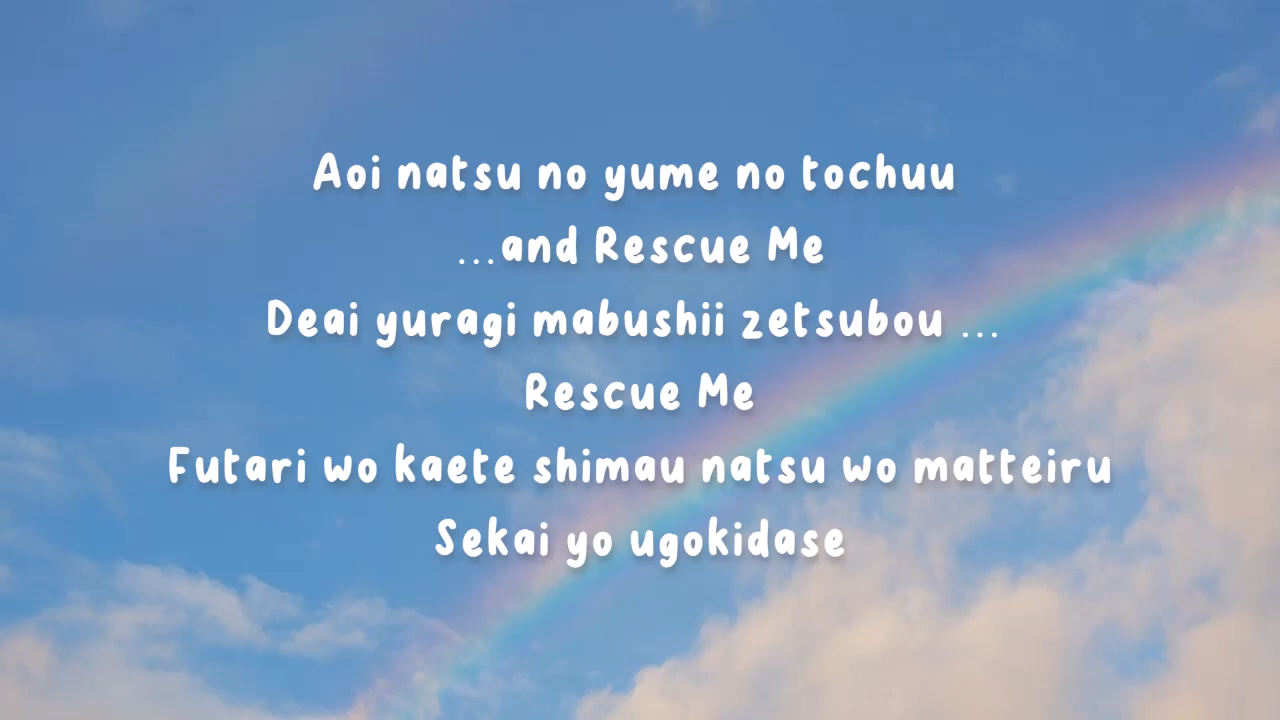 Aoi natsu no yume no tochuu
...and Rescue Me
Deai yuragi mabushii zetsubou ...
Rescue Me
Futari wo kaete shimau natsu wo matteiru
Sekai yo ugokidase